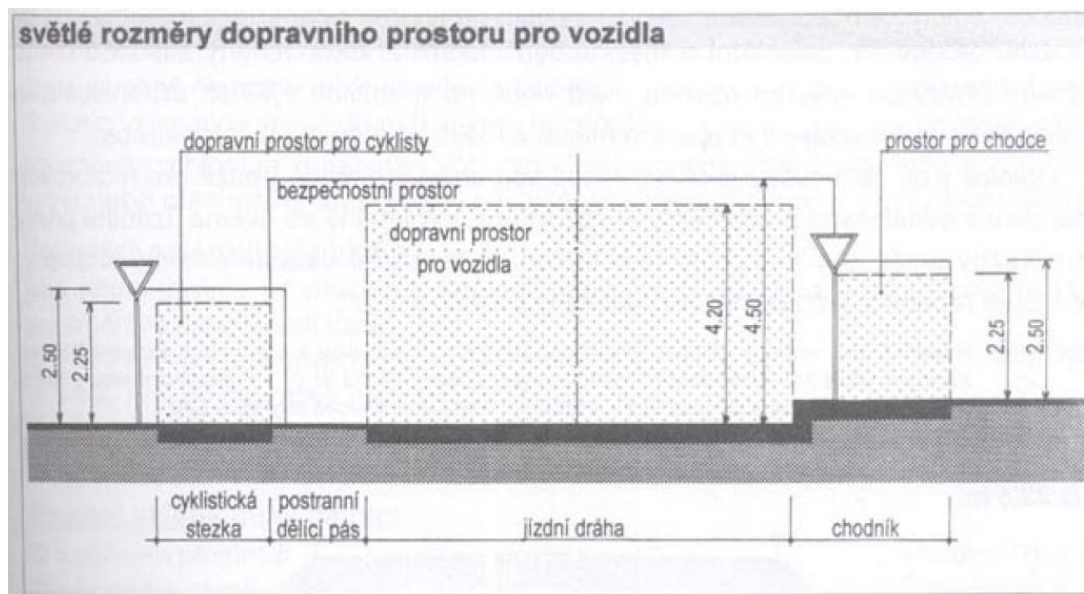 světlé rozměry dopravního prostoru pro vozidla
dopravní prostor pro cyklisty
prostor pro chodce
bezpečnostní prostor
dopravní prostor
pro vozidla
2.50
2.25
4.20
4.50
2.25
2.50
cyklistická
stezka
postranní
dělící pás
jízdní dráha
chodník